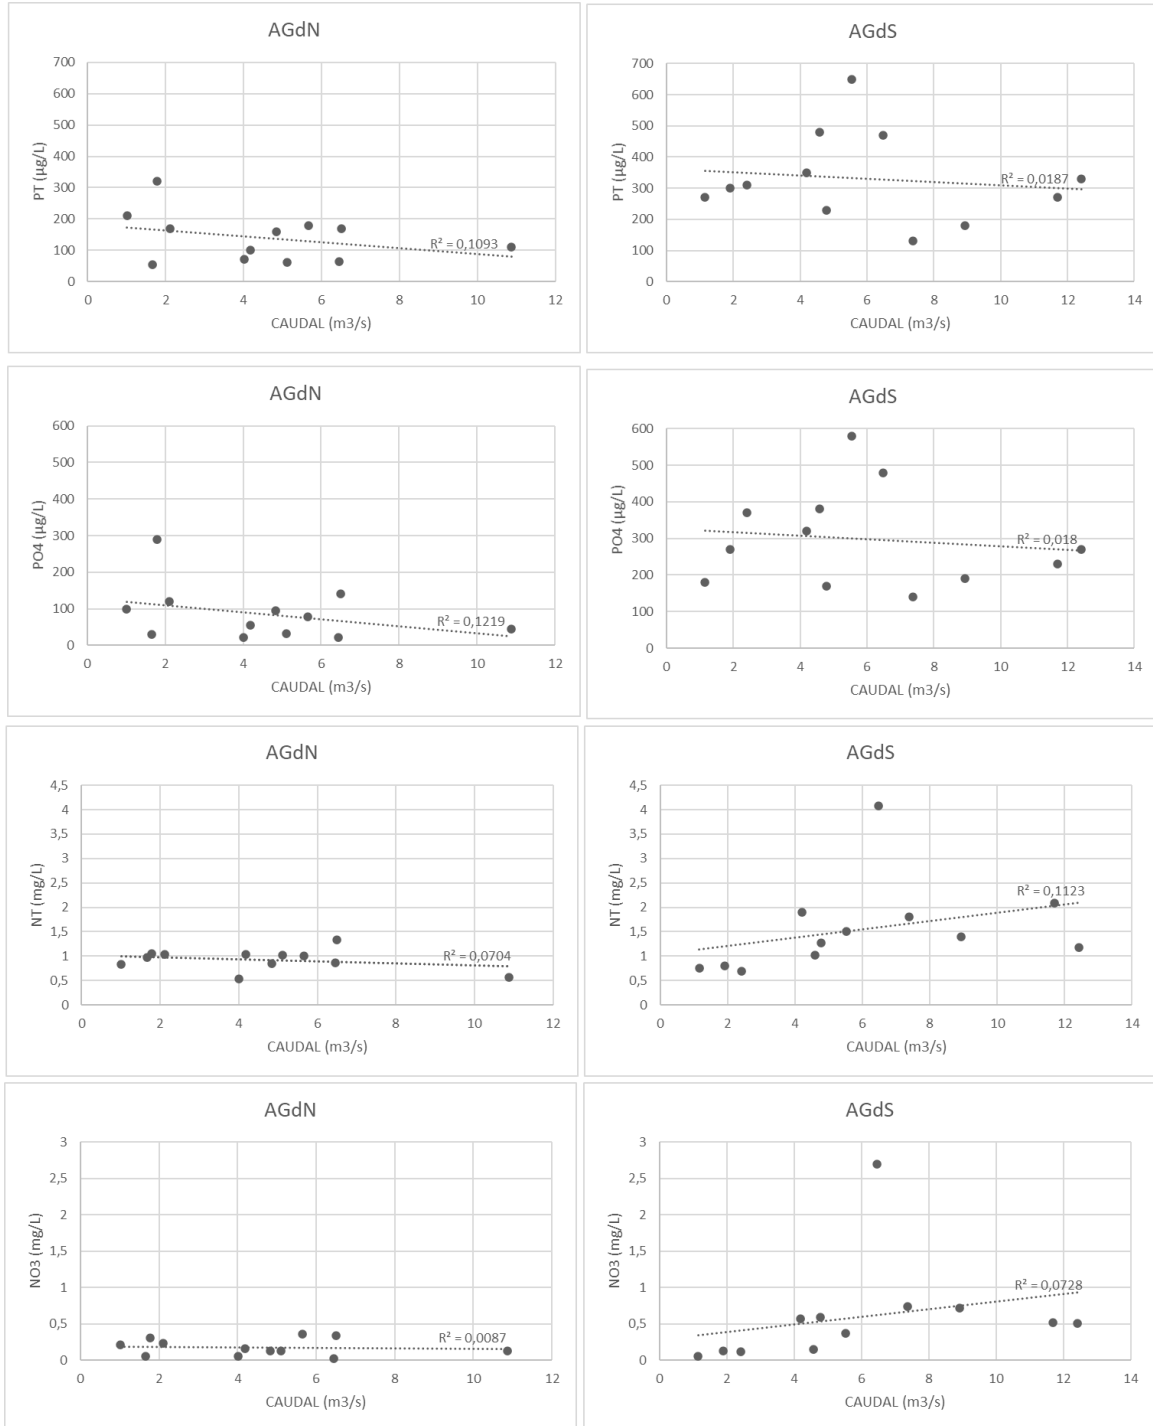 AGdN
700
600
500
400
300
200
100
0
PT (µg/L)
R² = 0,1093
0 2 4 6 8 10 12
CAUDAL (m3/s)
AGdS
700
600
500
400
300
200
100
0
PT (µg/L)
R² = 0,0187
0 2 4 6 8 10 12 14
CAUDAL (m3/s)
AGdN
600
500
400
300
200
100
0
PO4 (µg/L)
R² = 0,1219
0 2 4 6 8 10 12
CAUDAL (m3/s)
AGdS
600
500
400
300
200
100
0
PO4 (µg/L)
R² = 0,018
0 2 4 6 8 10 12 14
CAUDAL (m3/s)
AGdN
4,5
4
3,5
3
2,5
2
1,5
1
0,5
0
NT (mg/L)
R² = 0,0704
0 2 4 6 8 10 12
CAUDAL (m3/s)
AGdS
4,5
4
3,5
3
2,5
2
1,5
1
0,5
0
NT (mg/L)
R² = 0,1123
0 2 4 6 8 10 12 14
CAUDAL (m3/s)
AGdN
3
2,5
2
1,5
1
0,5
0
NO3 (mg/L)
R² = 0,0087
0 2 4 6 8 10 12
CAUDAL (m3/s)
AGdS
3
2,5
2
1,5
1
0,5
0
NO3 (mg/L)
R² = 0,0728
0 2 4 6 8 10 12 14
CAUDAL (m3/s)